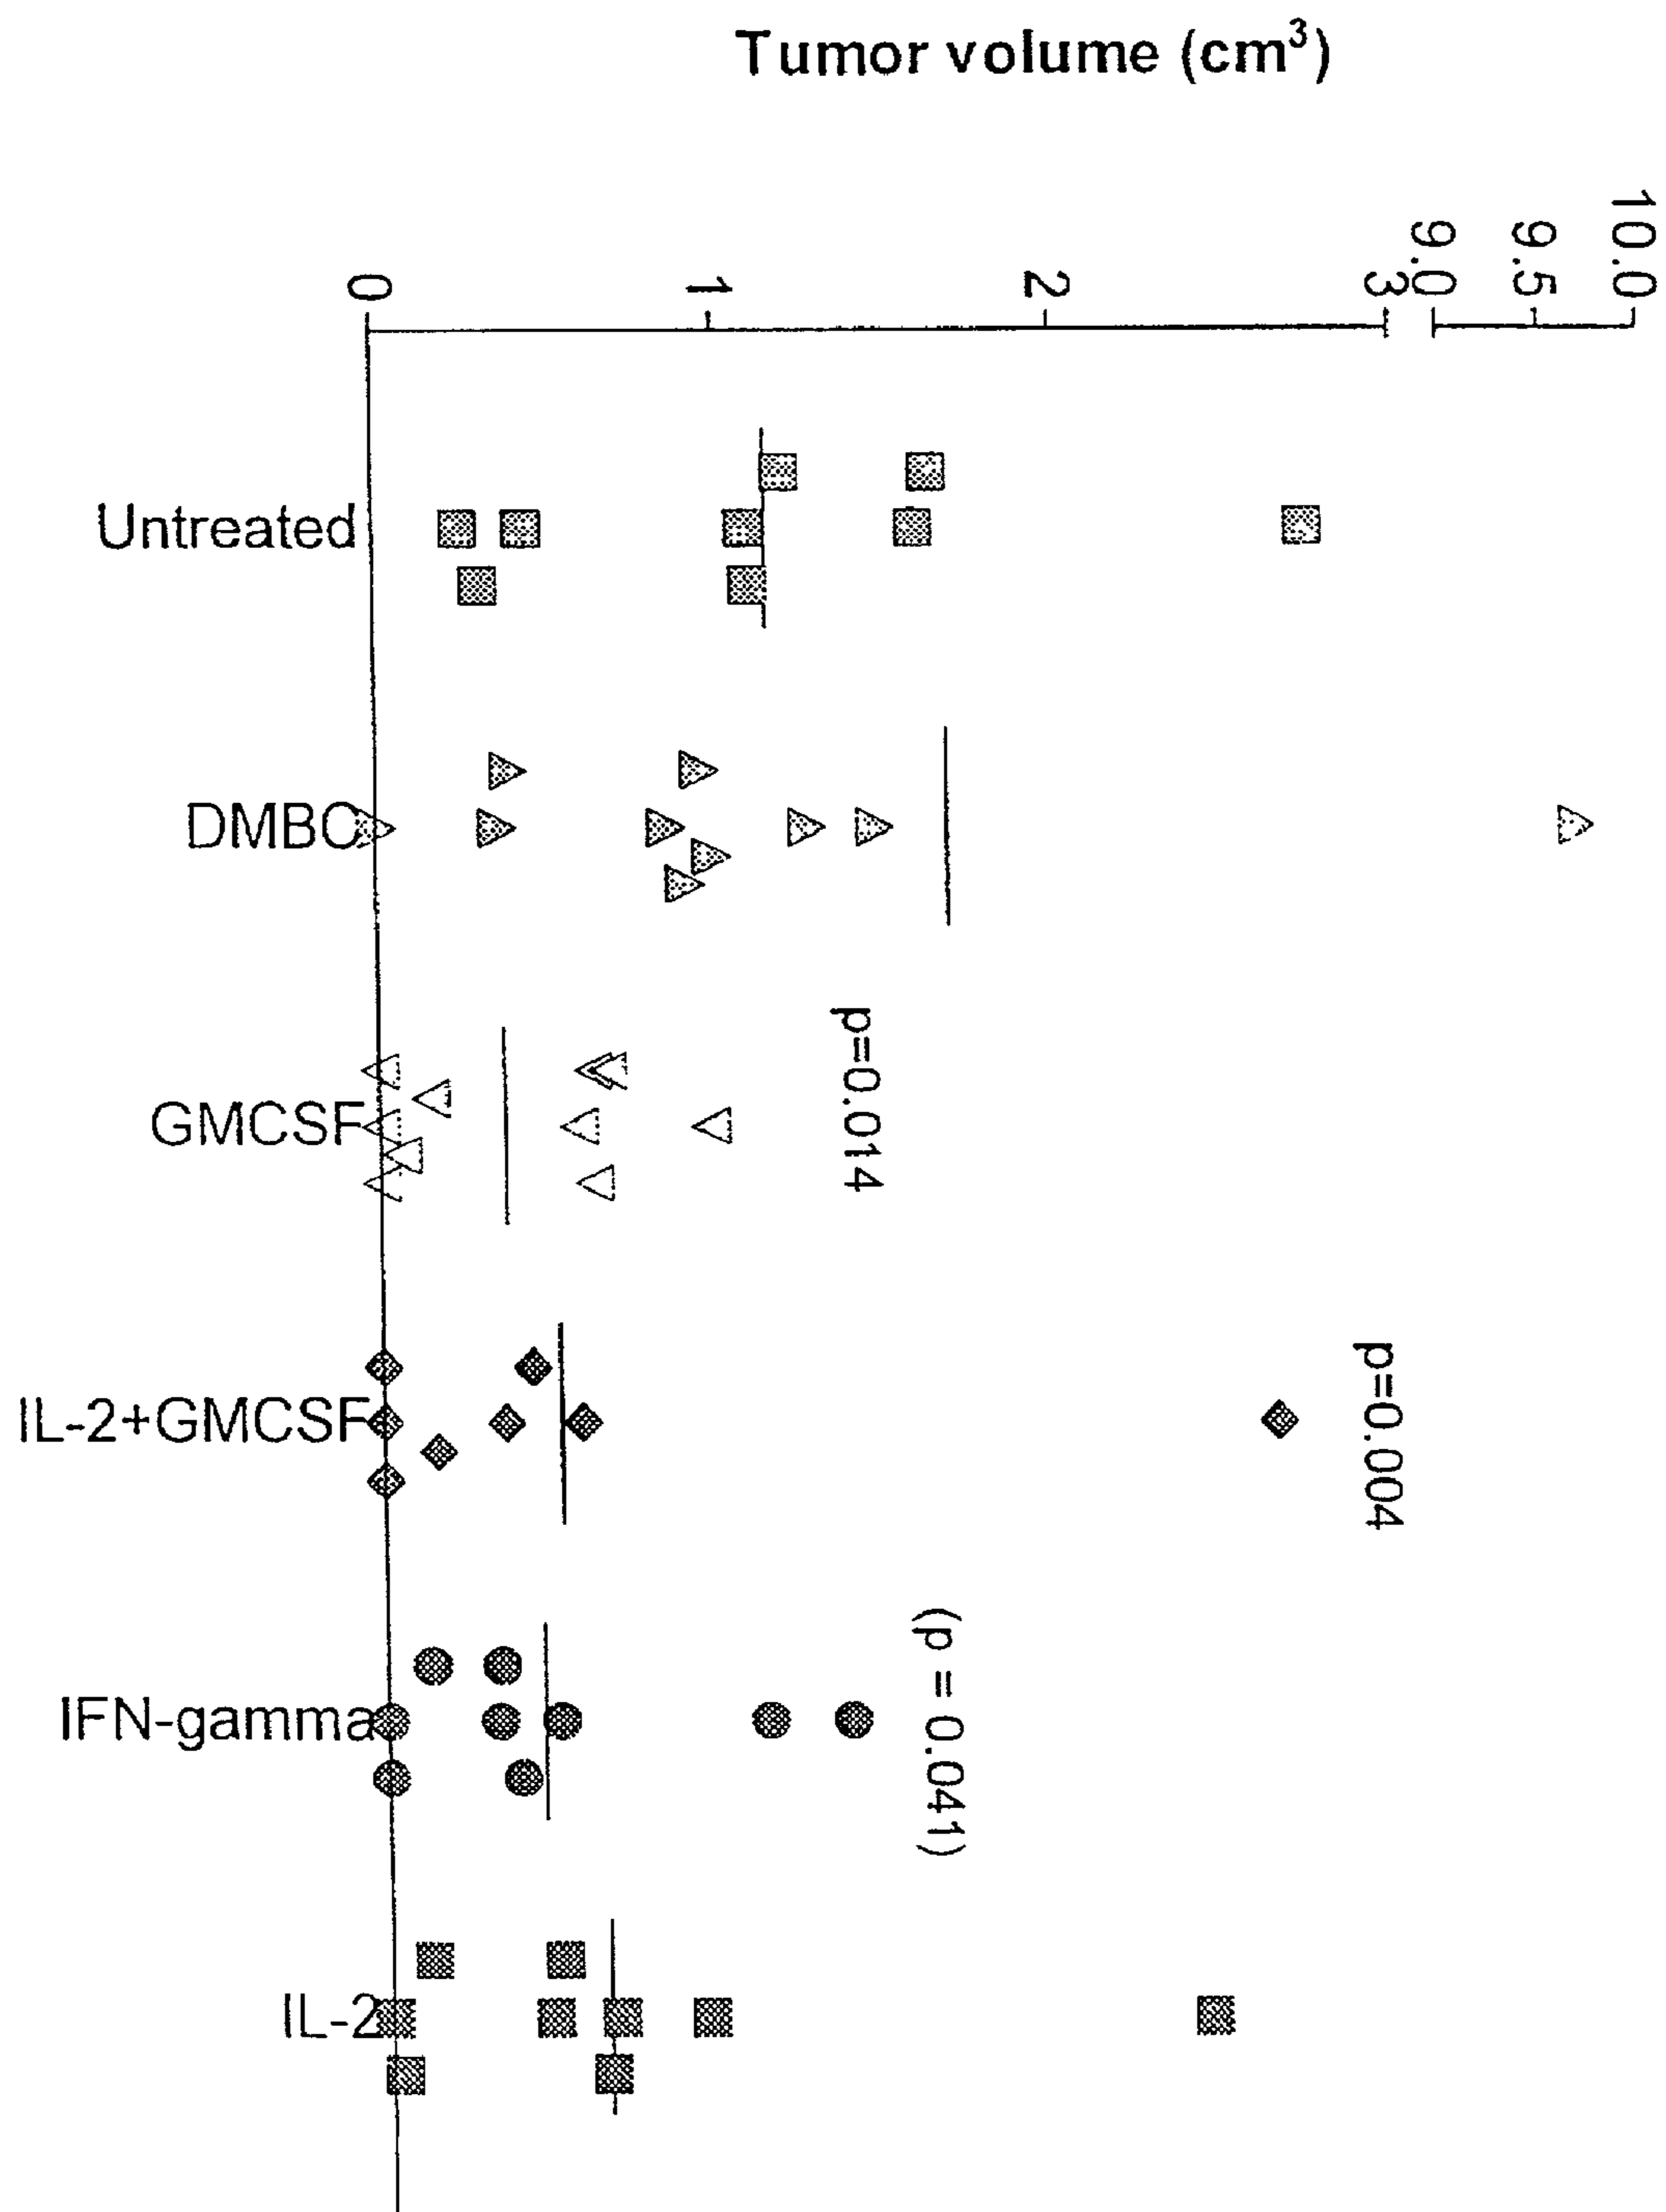 Tumor volume (cm³)
10.0
9.5
9.0
3
2
1
0
Untreated
DMBC
GMCSF
p=0.014
IL-2+GMCSF
p=0.004
IFN-gamma
(p = 0.041)
IL-2